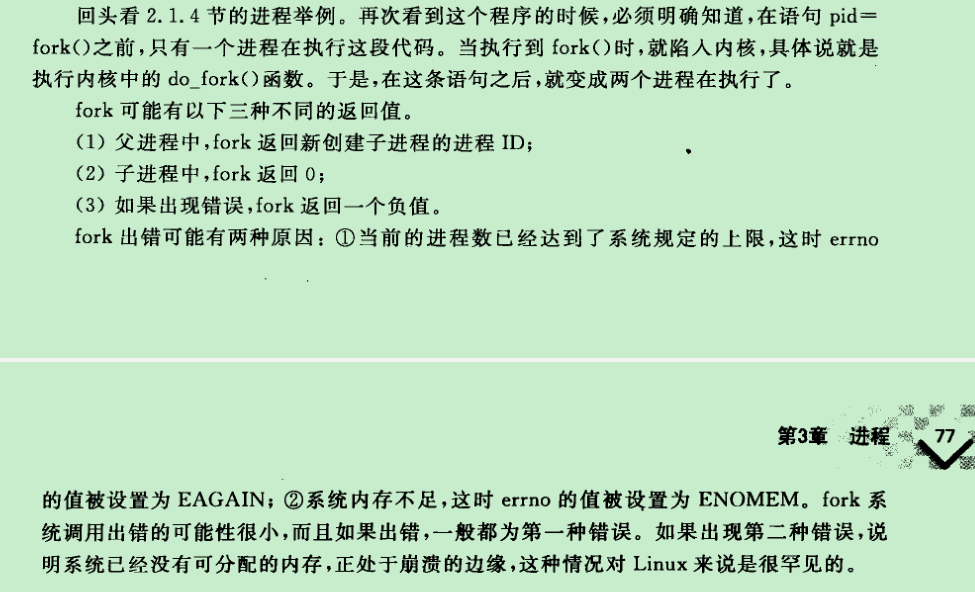 回头看 2.1.4 节的进程举例。再次看到这个程序的时候,必须明确知道,在语句 pid=
fork()之前,只有一个进程在执行这段代码。当执行到 fork()时,就陷入内核,具体说就是
执行内核中的 do_fork()函数。于是,在这条语句之后,就变成两个进程在执行了。
fork 可能有以下三种不同的返回值。
(1) 父进程中,fork 返回新创建子进程的进程 ID;
(2) 子进程中,fork 返回 0;
(3) 如果出现错误,fork 返回一个负值。
fork 出错可能有两种原因:①当前的进程数已经达到了系统规定的上限,这时 errno
第3章 进程 77
的值被设置为 EAGAIN;②系统内存不足,这时 errno 的值被设置为 ENOMEM。fork 系
统调用出错的可能性很小,而且如果出错,一般都为第一种错误。如果出现第二种错误,说
明系统已经没有可分配的内存,正处于崩溃的边缘,这种情况对 Linux 来说是很罕见的。